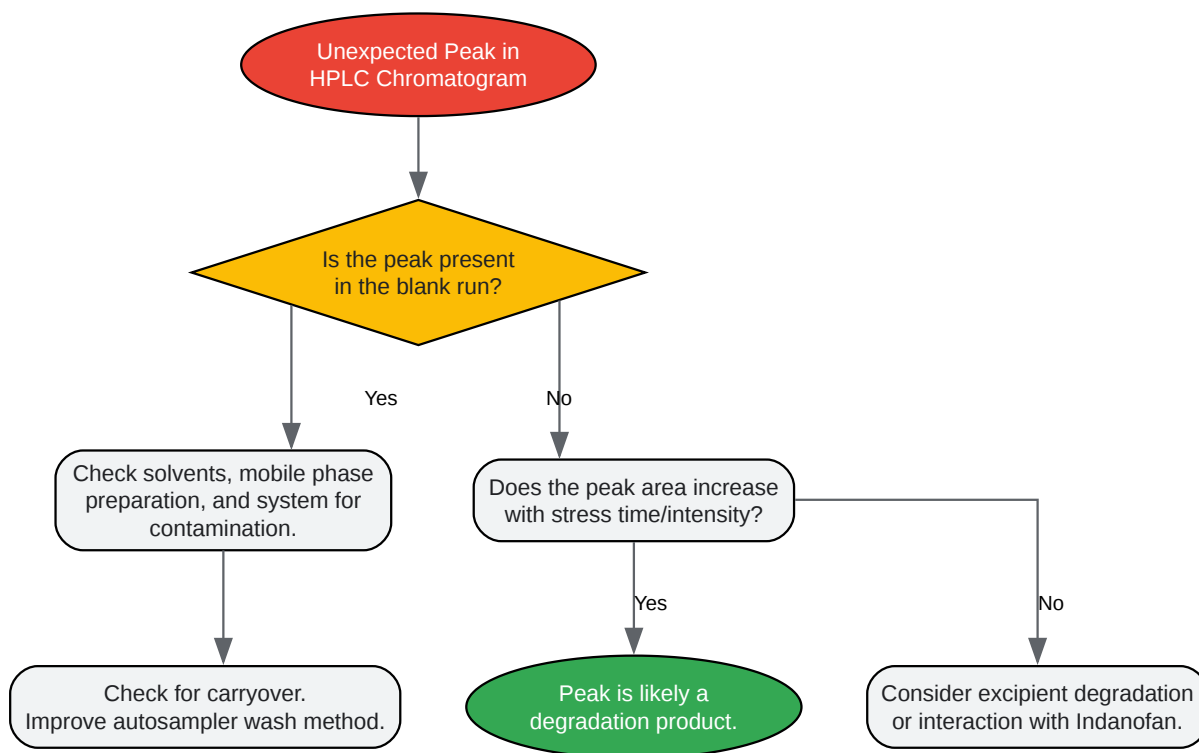 Unexpected Peak in
HPLC Chromatogram
Is the peak present
in the blank run?
Yes
No
Check solvents, mobile phase
preparation, and system for
contamination.
Does the peak area increase
with stress time/intensity?
Yes
No
Check for carryover.
Improve autosampler wash method.
Peak is likely a
degradation product.
Consider excipient degradation
or interaction with Indanofan.